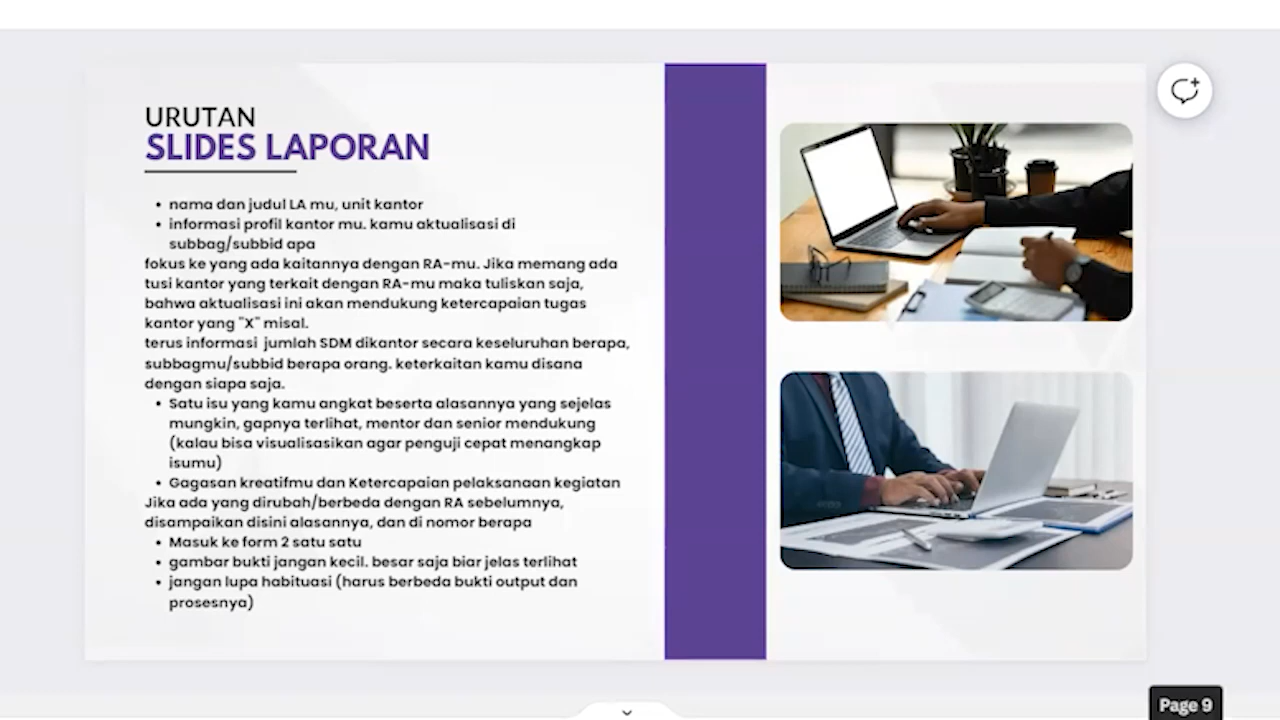 URUTAN
SLIDES LAPORAN
• nama dan judul LA mu, unit kantor
• informasi profil kantor mu. kamu aktualisasi di
subbag/subbid apa
fokus ke yang ada kaitannya dengan RA-mu. Jika memang ada
tusi kantor yang terkait dengan RA-mu maka tuliskan saja,
bahwa aktualisasi ini akan mendukung ketercapaian tugas
kantor yang "X" misal.
terus informasi jumlah SDM dikantor secara keseluruhan berapa,
subbagmu/subbid berapa orang. keterkaitan kamu disana
dengan siapa saja.
• Satu isu yang kamu angkat beserta alasannya yang sejelas
mungkin, gapnya terlihat, mentor dan senior mendukung
(kalau bisa visualisasikan agar penguji cepat menangkap
isumu)
• Gagasan kreatifmu dan Ketercapaian pelaksanaan kegiatan
Jika ada yang dirubah/berbeda dengan RA sebelumnya,
disampaikan disini alasannya, dan di nomor berapa
• Masuk ke form 2 satu satu
• gambar bukti jangan kecil. besar saja biar jelas terlihat
• jangan lupa habituasi (harus berbeda bukti output dan
prosesnya)
Page 9